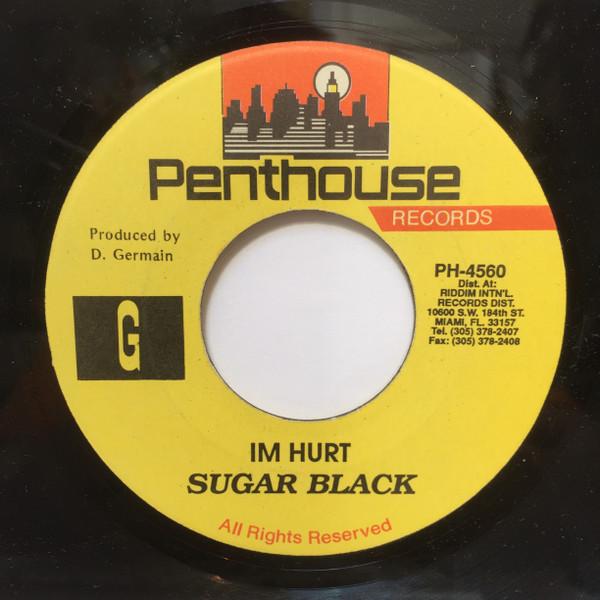 Penthouse
RECORDS
Produced by
D. Germain
G
PH-4560
Dist. At:
RIDDIM INTN'L.
RECORDS DIST.
10600 S.W. 184th ST.
MIAMI, FL. 33157
Tel. (305) 378-2407
Fax: (305) 378-2408
IM HURT
SUGAR BLACK
All Rights Reserved